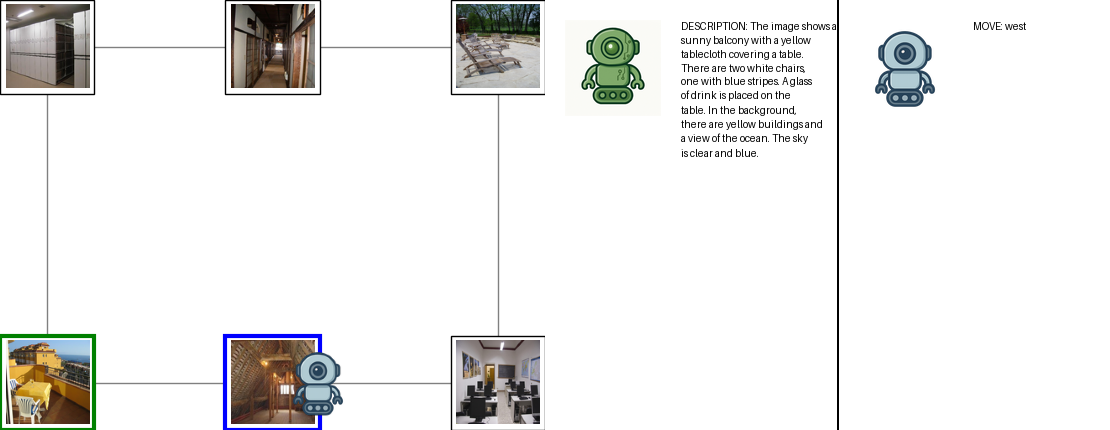 DESCRIPTION: The image shows a
sunny balcony with a yellow
tablecloth covering a table.
There are two white chairs,
one with blue stripes. A glass
of drink is placed on the
table. In the background,
there are yellow buildings and
a view of the ocean. The sky
is clear and blue.
MOVE: west